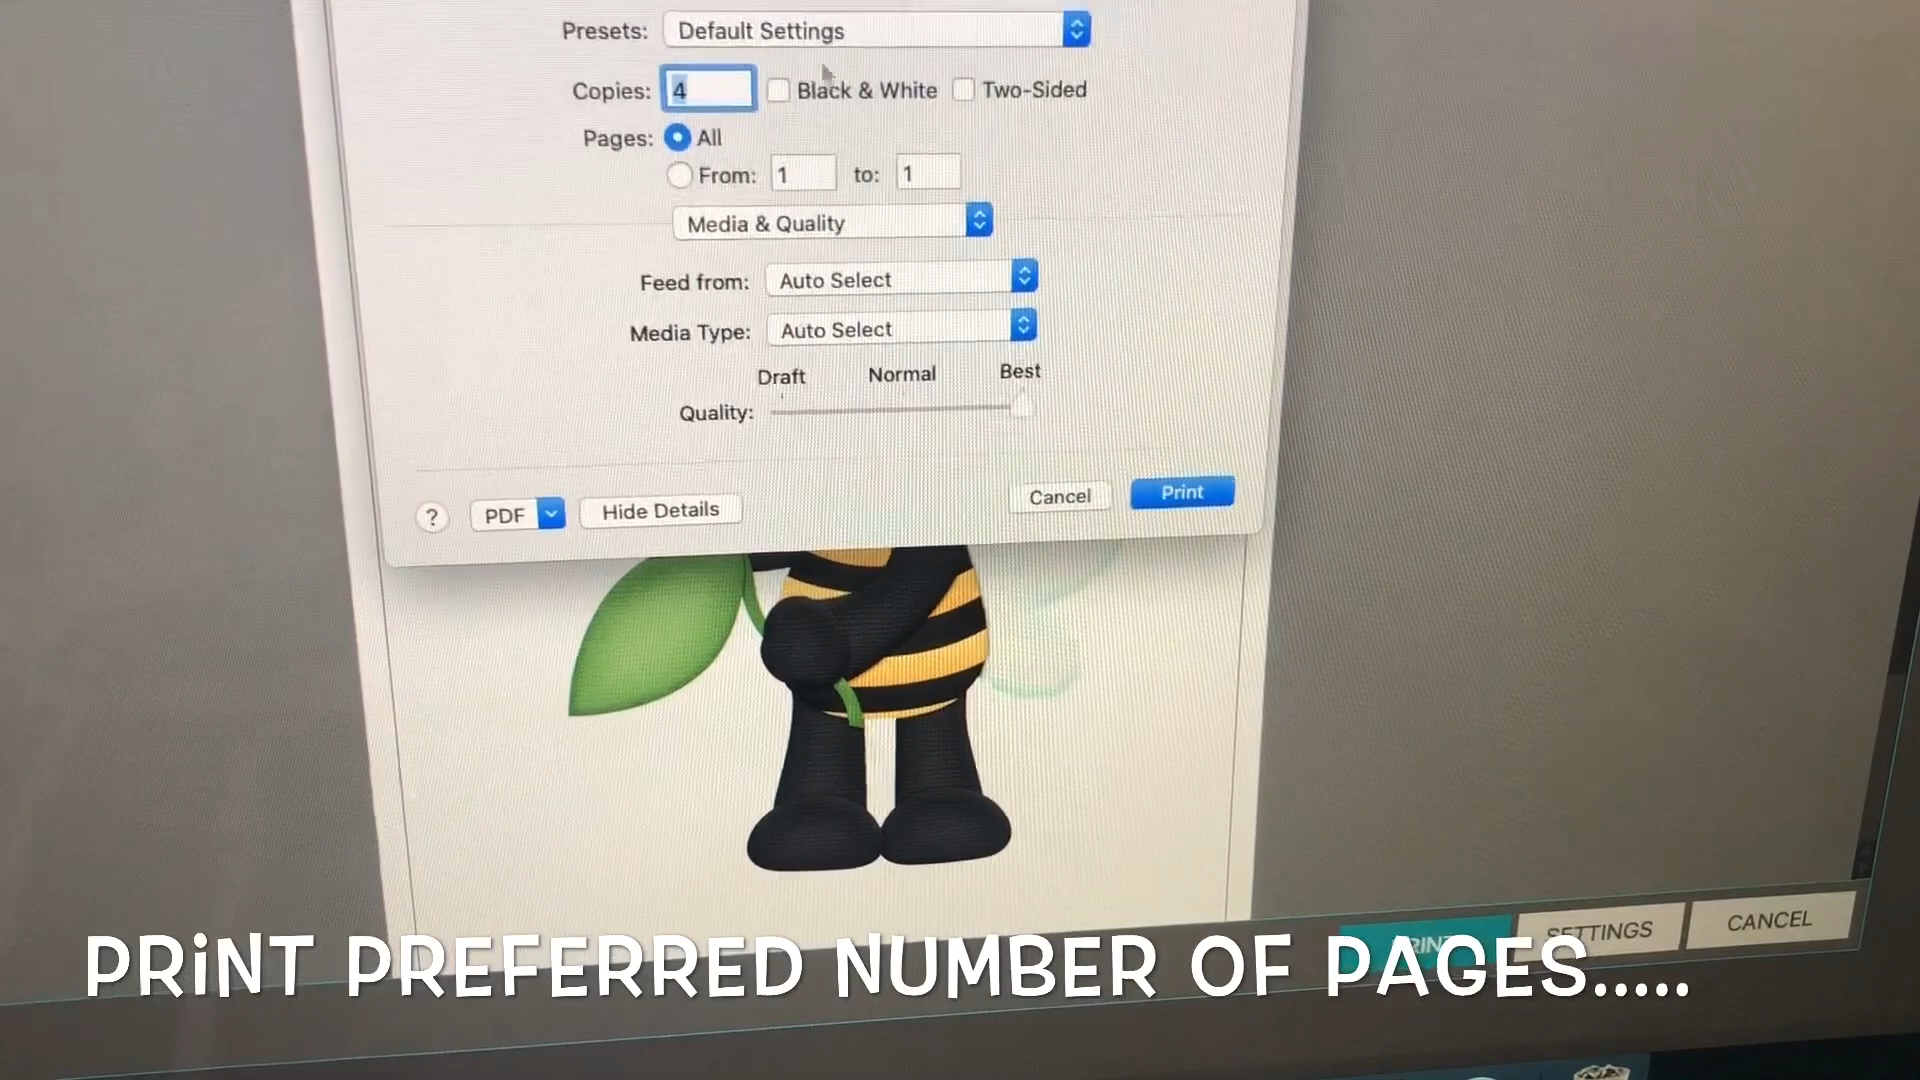 Presets: Default Settings
Copies: 4 Black & White Two-Sided
Pages: All
From: 1 to: 1
Media & Quality
Feed from: Auto Select
Media Type: Auto Select
Draft Normal Best
Quality:
? PDF Hide Details Cancel Print
PRINT SETTINGS CANCEL
PRiNT PREFERRED NUMBER OF PAGES.....